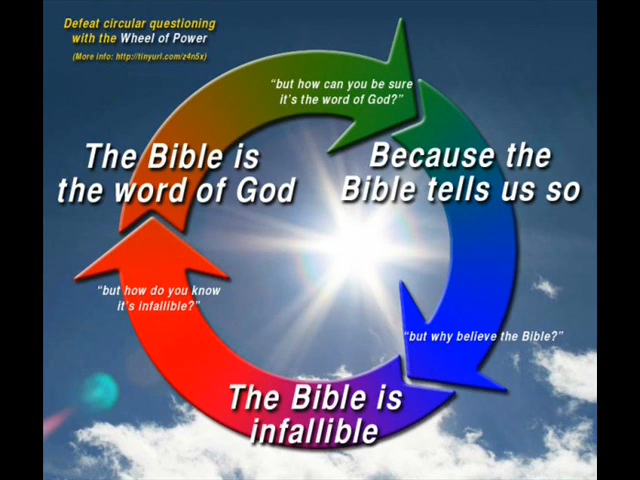 Defeat circular questioning
with the Wheel of Power
(More info: http://tinyurl.com/z4n5x)
"but how can you be sure
it's the word of God?"
The Bible is
the word of God
Because the
Bible tells us so
"but how do you know
it's infallible?"
"but why believe the Bible?"
The Bible is
infallible